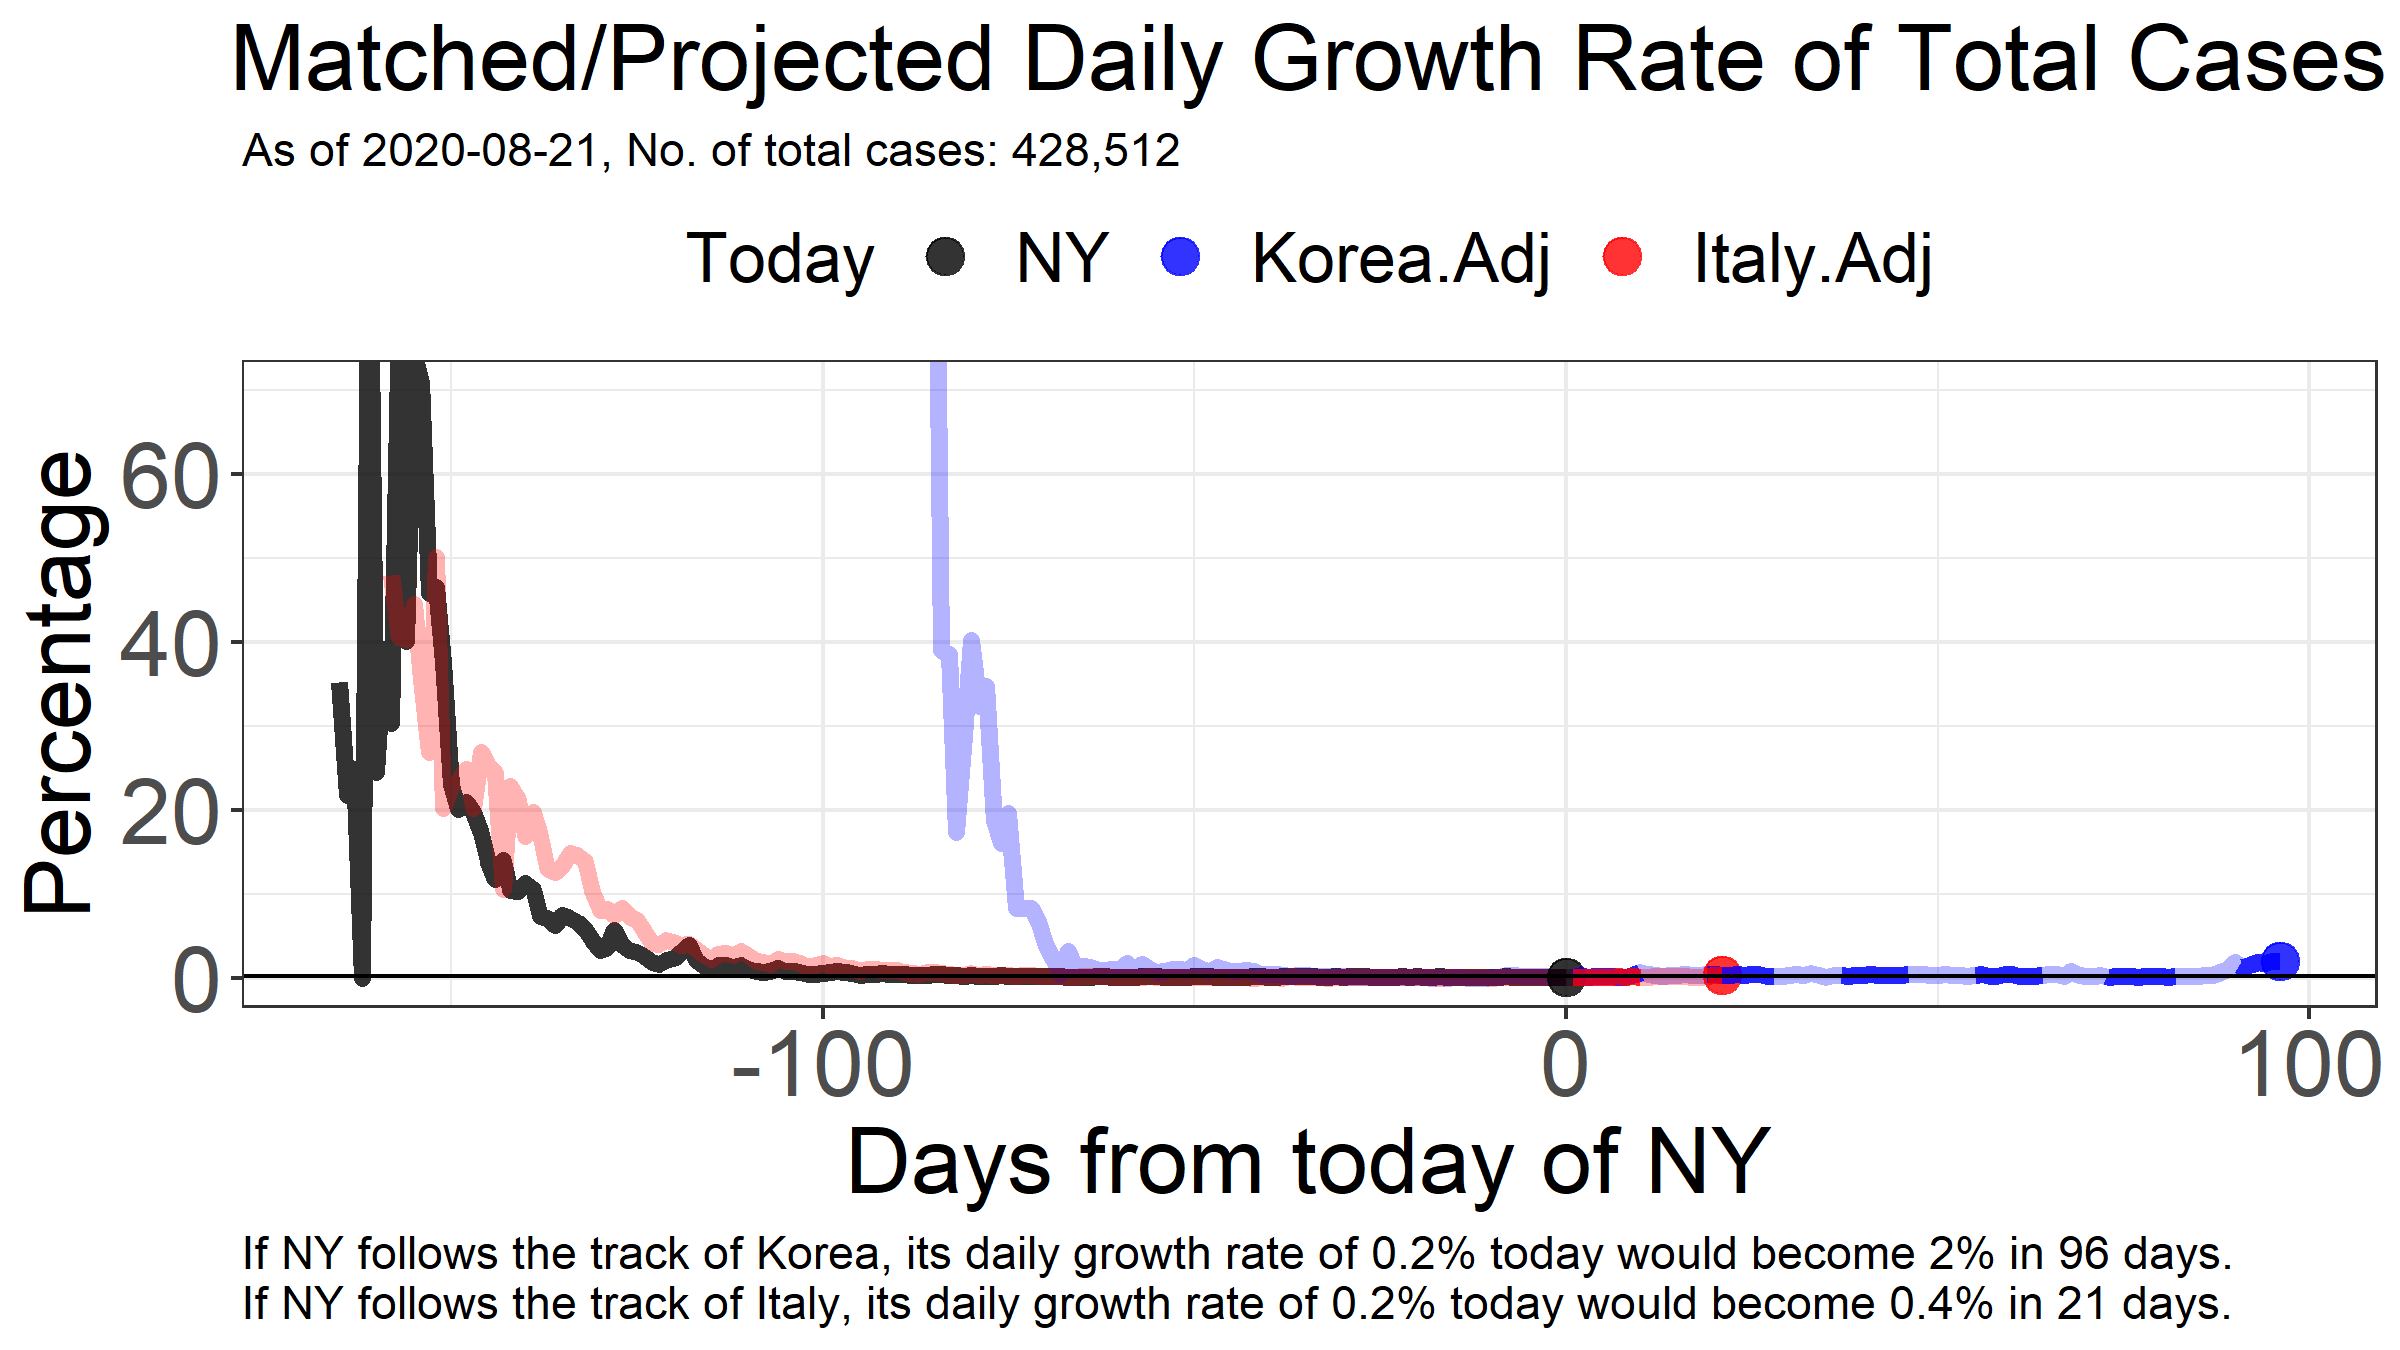 Matched/Projected Daily Growth Rate of Total Cases
As of 2020-08-21, No. of total cases: 428,512
Today NY Korea.Adj Italy.Adj
Percentage
60
40
20
0
-100 0 100
Days from today of NY
If NY follows the track of Korea, its daily growth rate of 0.2% today would become 2% in 96 days.
If NY follows the track of Italy, its daily growth rate of 0.2% today would become 0.4% in 21 days.